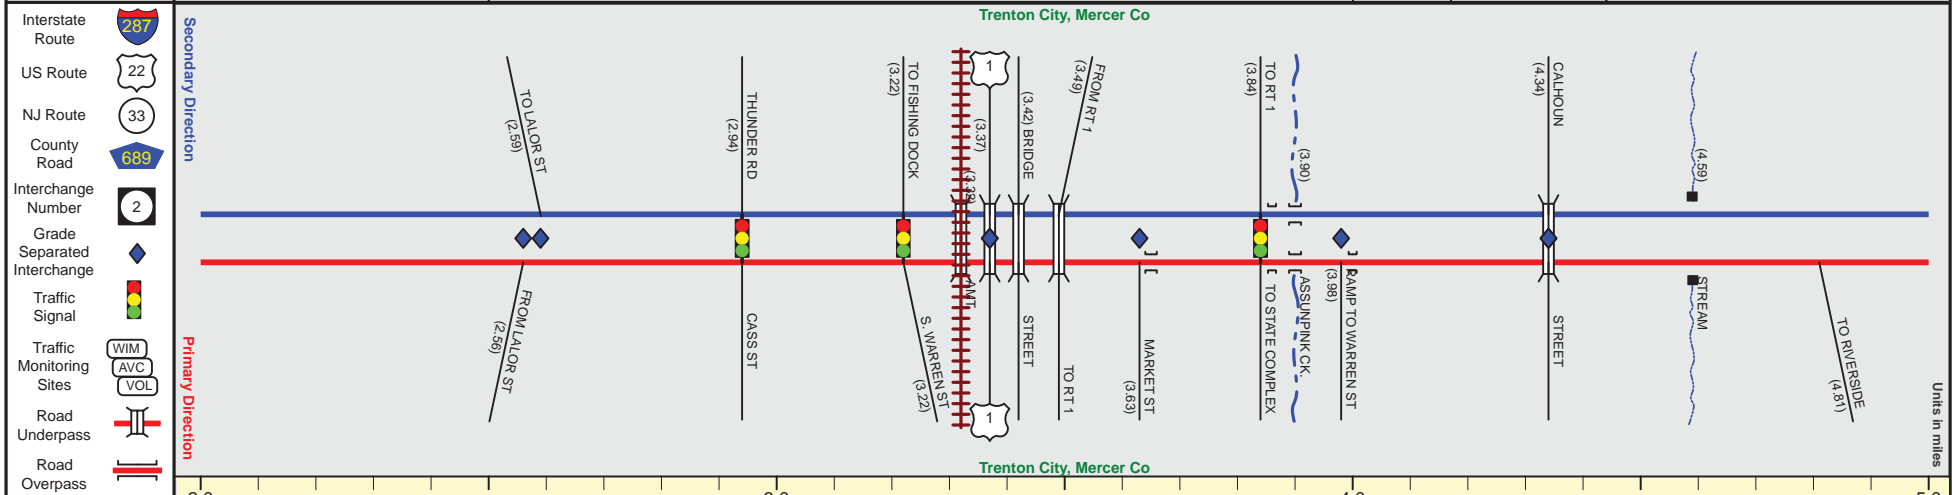 Interstate
Route
287
US Route
22
NJ Route
33
County
Road
689
Interchange
Number
2
Grade
Separated
Interchange
Traffic
Signal
Traffic
Monitoring
Sites
WIM
AVC
VOL
Road
Underpass
Road
Overpass
Secondary Direction
Primary Direction
Trenton City, Mercer Co
TO LALOR ST
(2.59)
FROM LALOR ST
(2.56)
THUNDER RD
(2.94)
CASS ST
TO FISHING DOCK
(3.22)
S. WARREN ST
(3.22)
AMT
1
(3.37)
1
(3.42) BRIDGE
STREET
FROM RT 1
(3.49)
TO RT 1
MARKET ST
(3.63)
TO RT 1
(3.84)
TO STATE COMPLEX
(3.90)
ASSUNPINK CK.
RAMP TO WARREN ST
(3.98)
CALHOUN
(4.34)
STREET
(4.59)
STREAM
TO RIVERSIDE
(4.81)
Units in miles
Trenton City, Mercer Co